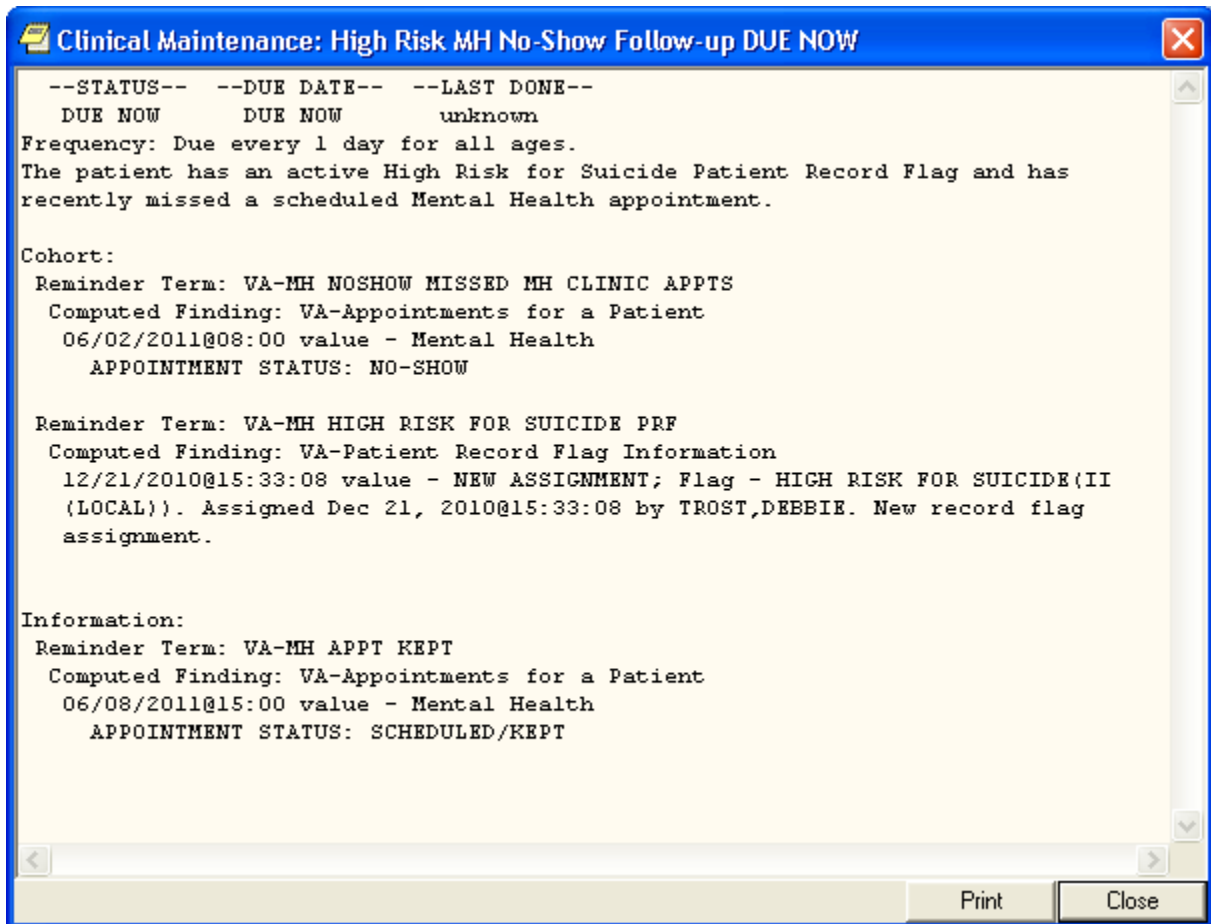 Clinical Maintenance: High Risk MH No-Show Follow-up DUE NOW
--STATUS-- --DUE DATE-- --LAST DONE--
DUE NOW DUE NOW unknown
Frequency: Due every 1 day for all ages.
The patient has an active High Risk for Suicide Patient Record Flag and has
recently missed a scheduled Mental Health appointment.
Cohort:
Reminder Term: VA-MH NOSHOW MISSED MH CLINIC APPTS
Computed Finding: VA-Appointments for a Patient
06/02/2011@08:00 value - Mental Health
APPOINTMENT STATUS: NO-SHOW
Reminder Term: VA-MH HIGH RISK FOR SUICIDE PRF
Computed Finding: VA-Patient Record Flag Information
12/21/2010@15:33:08 value - NEW ASSIGNMENT; Flag - HIGH RISK FOR SUICIDE(II
(LOCAL)). Assigned Dec 21, 2010@15:33:08 by TROST,DEBBIE. New record flag
assignment.
Information:
Reminder Term: VA-MH APPT KEPT
Computed Finding: VA-Appointments for a Patient
06/08/2011@15:00 value - Mental Health
APPOINTMENT STATUS: SCHEDULED/KEPT
Print Close